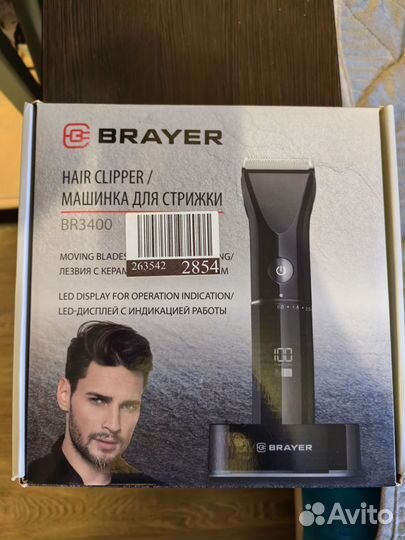 BRAYER
HAIR CLIPPER /
МАШИНКА ДЛЯ СТРИЖКИ
BR3400
263542 2854
MOVING BLADES
ЛЕЗВИЯ С
LED DISPLAY FOR OPERATION INDICATION/
LED-ДИСПЛЕЙ С ИНДИКАЦИЕЙ РАБОТЫ
100
BRAYER
Avito